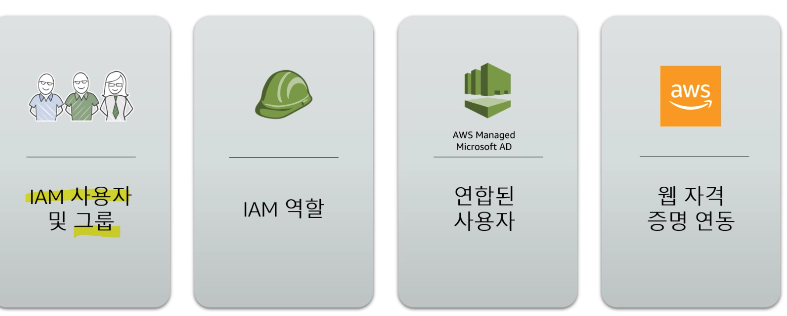 IAM 사용자
및 그룹
IAM 역할
AWS Managed
Microsoft AD
연합된
사용자
aws
웹 자격
증명 연동